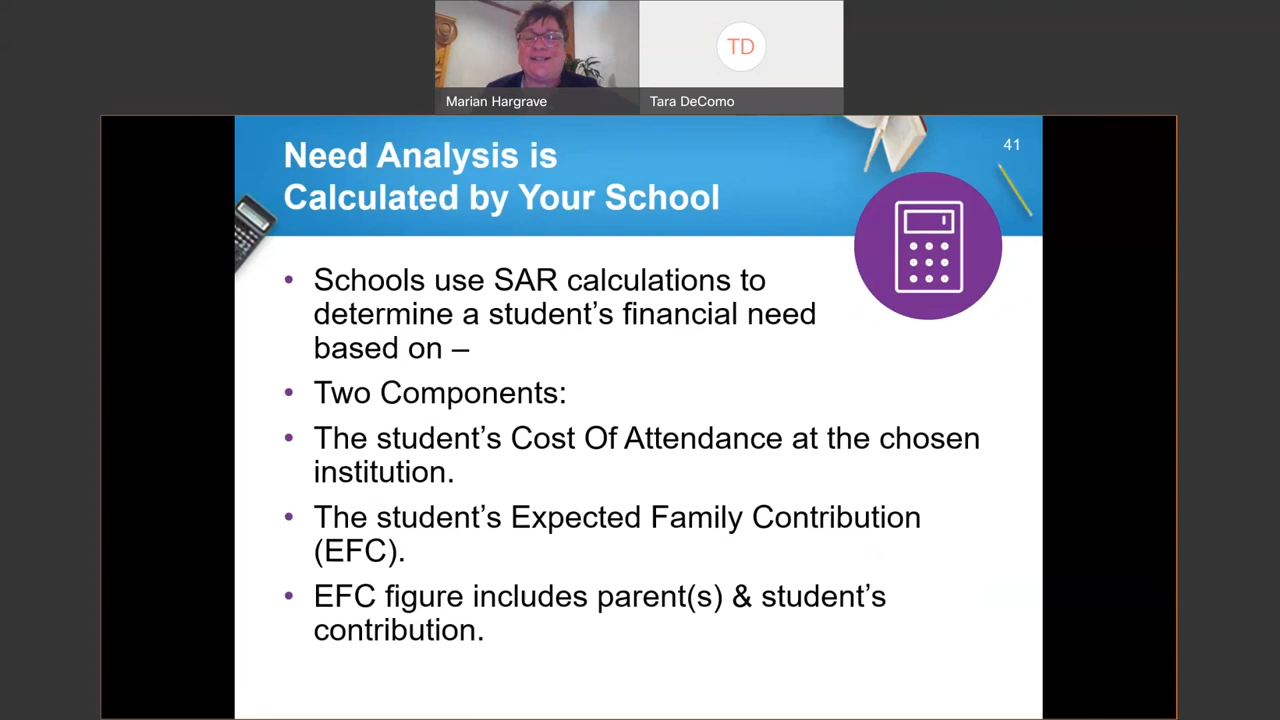 TD
Marian Hargrave
Tara DeComo
Need Analysis is
Calculated by Your School
41
• Schools use SAR calculations to
determine a student’s financial need
based on –
• Two Components:
• The student’s Cost Of Attendance at the chosen
institution.
• The student’s Expected Family Contribution
(EFC).
• EFC figure includes parent(s) & student’s
contribution.